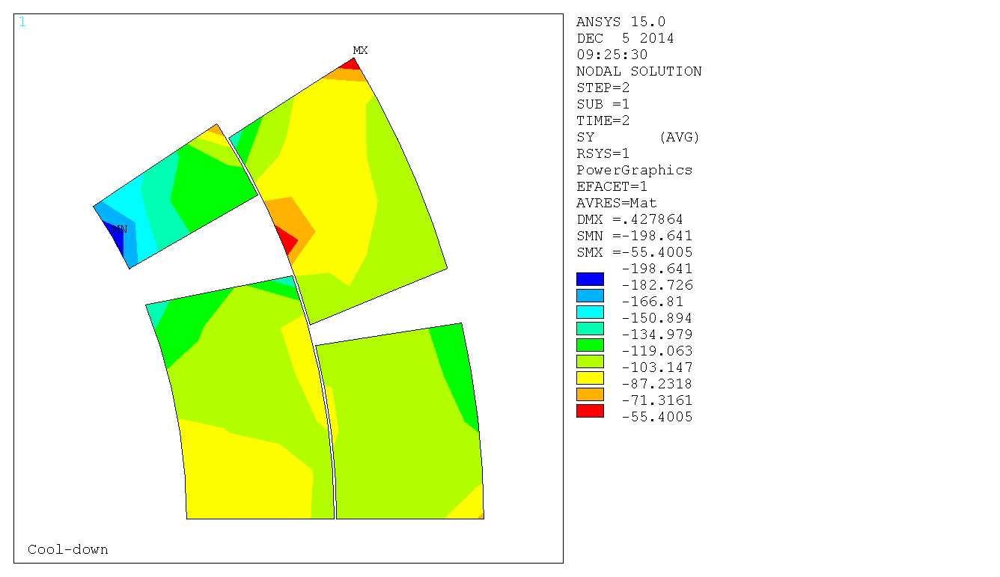 1
MX
MN
Cool-down
ANSYS 15.0
DEC  5 2014
09:25:30
NODAL SOLUTION
STEP=2
SUB =1
TIME=2
SY       (AVG)
RSYS=1
PowerGraphics
EFACET=1
AVRES=Mat
DMX =.427864
SMN =-198.641
SMX =-55.4005
-198.641
-182.726
-166.81
-150.894
-134.979
-119.063
-103.147
-87.2318
-71.3161
-55.4005